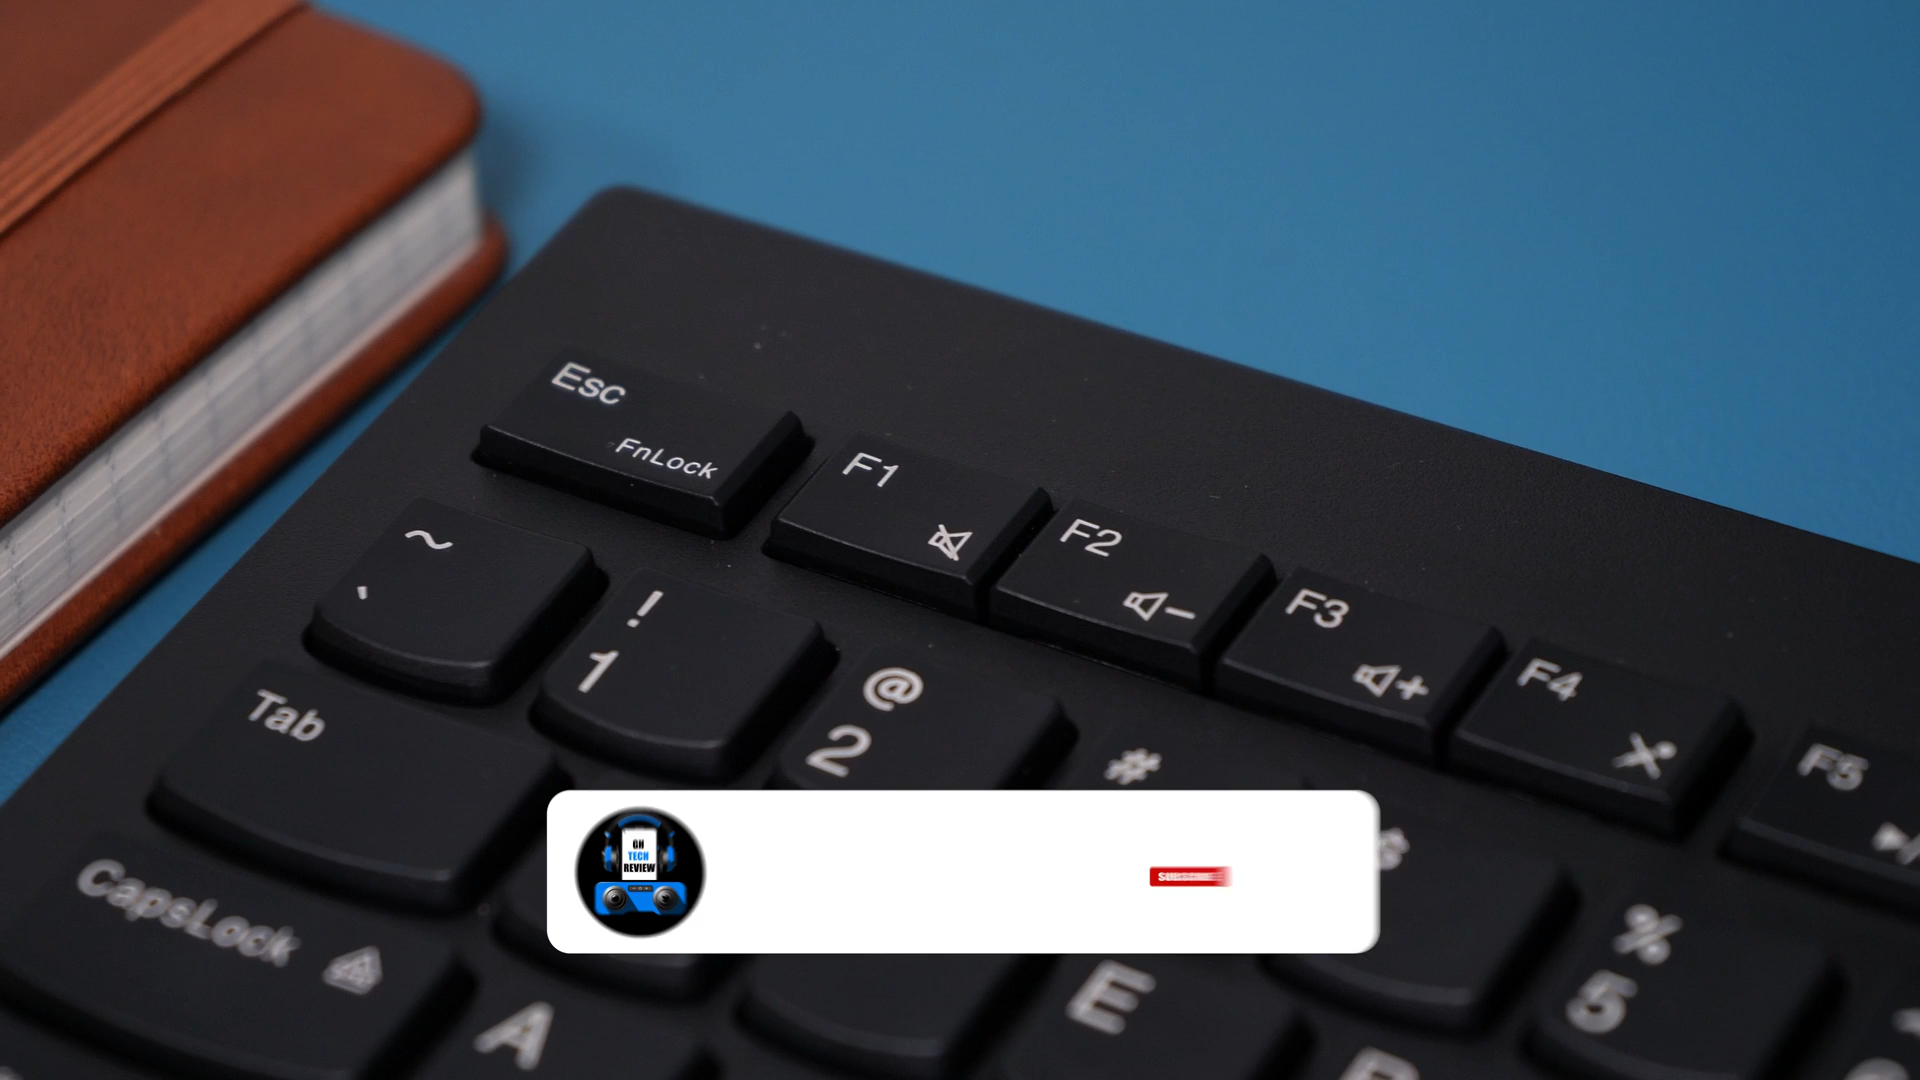 Esc
FnLock
F1
F2
F3
F4
F5
~
`
!
1
@
2
#
$
%
5
Tab
CapsLock
A
E
GH
TECH
REVIEW